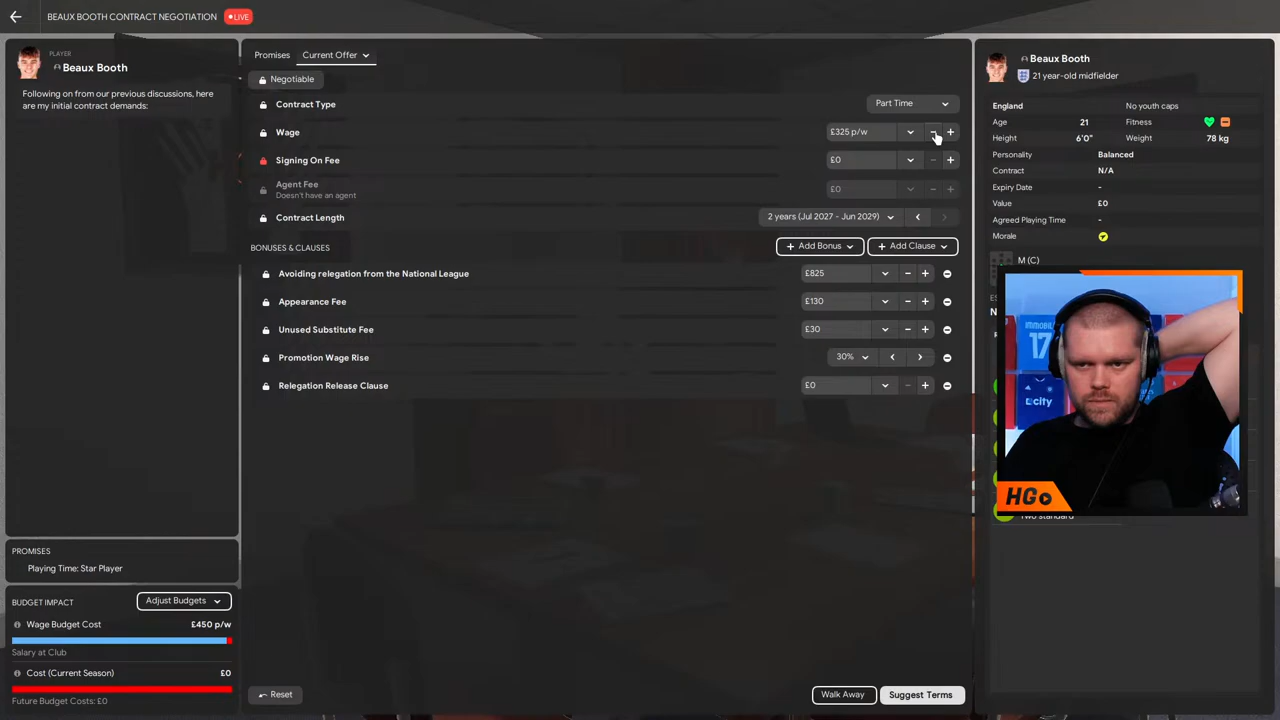 BEAUX BOOTH CONTRACT NEGOTIATION
LIVE
PLAYER
Beaux Booth
Following on from our previous discussions, here
are my initial contract demands:
PROMISES
Playing Time: Star Player
BUDGET IMPACT
Adjust Budgets
Wage Budget Cost £450 p/w
Salary at Club
Cost (Current Season) £0
Future Budget Costs: £0
Promises Current Offer
Negotiable
Contract Type Part Time
Wage £325 p/w
Signing On Fee £0
Agent Fee £0
Doesn't have an agent
Contract Length 2 years (Jul 2027 - Jun 2029)
BONUSES & CLAUSES Add Bonus Add Clause
Avoiding relegation from the National League £825
Appearance Fee £130
Unused Substitute Fee £30
Promotion Wage Rise 30%
Relegation Release Clause £0
Reset
Walk Away
Suggest Terms
Beaux Booth
21 year-old midfielder
England No youth caps
Age 21 Fitness
Height 6'0" Weight 78 kg
Personality Balanced
Contract N/A
Expiry Date -
Value £0
Agreed Playing Time -
Morale
M (C)
IMMOBIL
17
city
HGo
Two standard